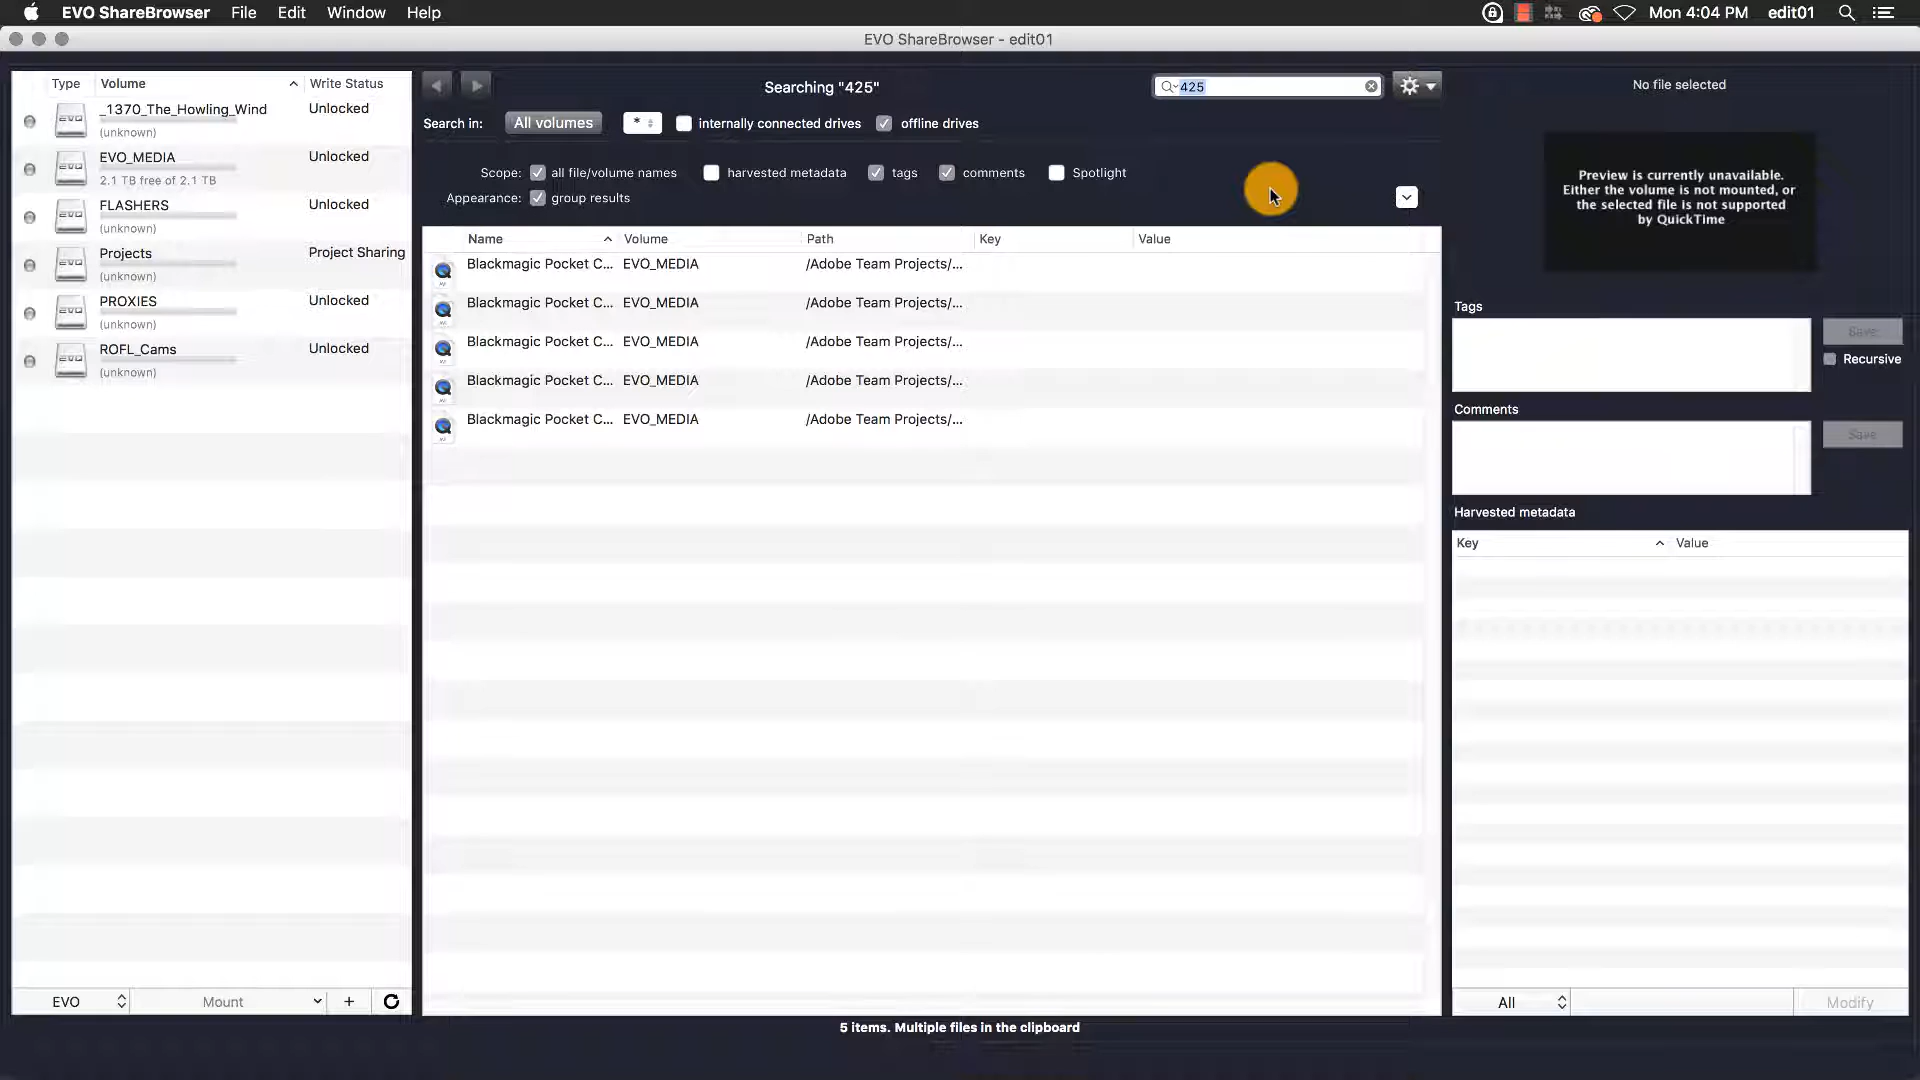 EVO ShareBrowser File Edit Window Help
Mon 4:04 PM edit01
EVO ShareBrowser - edit01
Type Volume Write Status
_1370_The_Howling_Wind Unlocked
(unknown)
EVO_MEDIA Unlocked
2.1 TB free of 2.1 TB
FLASHERS Unlocked
(unknown)
Projects Project Sharing
(unknown)
PROXIES Unlocked
(unknown)
ROFL_Cams Unlocked
(unknown)
EVO Mount +
Searching "425"
425
Search in: All volumes * internally connected drives offline drives
Scope: all file/volume names harvested metadata tags comments Spotlight
Appearance: group results
Name Volume Path Key Value
Blackmagic Pocket C... EVO_MEDIA /Adobe Team Projects/...
Blackmagic Pocket C... EVO_MEDIA /Adobe Team Projects/...
Blackmagic Pocket C... EVO_MEDIA /Adobe Team Projects/...
Blackmagic Pocket C... EVO_MEDIA /Adobe Team Projects/...
Blackmagic Pocket C... EVO_MEDIA /Adobe Team Projects/...
5 items. Multiple files in the clipboard
No file selected
Preview is currently unavailable.
Either the volume is not mounted, or
the selected file is not supported
by QuickTime
Tags
Save
Recursive
Comments
Save
Harvested metadata
Key Value
All Modify